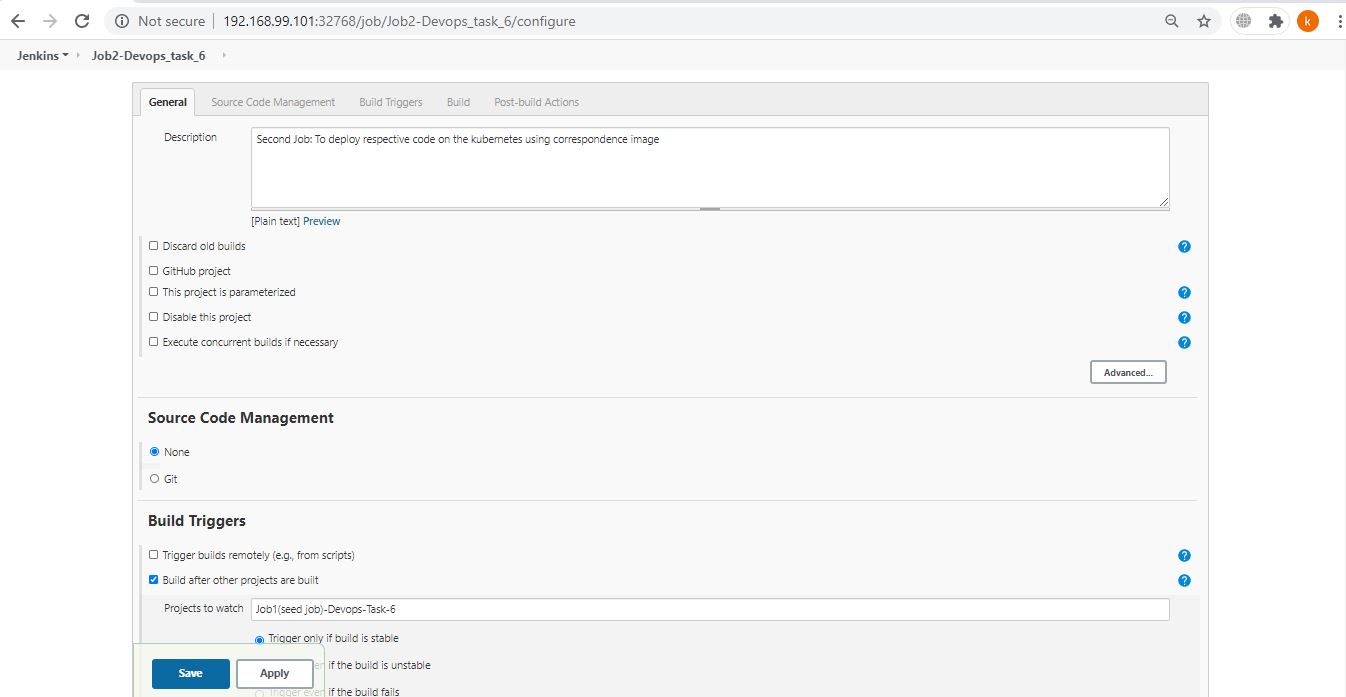 Not secure | 192.168.99.101:32768/job/Job2-Devops_task_6/configure
k
Jenkins Job2-Devops_task_6
General Source Code Management Build Triggers Build Post-build Actions
Description
Second Job: To deploy respective code on the kubernetes using correspondence image
[Plain text] Preview
Discard old builds ?
GitHub project
This project is parameterized ?
Disable this project ?
Execute concurrent builds if necessary ?
Advanced...
Source Code Management
None
Git
Build Triggers
Trigger builds remotely (e.g., from scripts) ?
Build after other projects are built ?
Projects to watch Job1(seed job)-Devops-Task-6
Trigger only if build is stable
if the build is unstable
Save Apply
Trigger even if the build fails